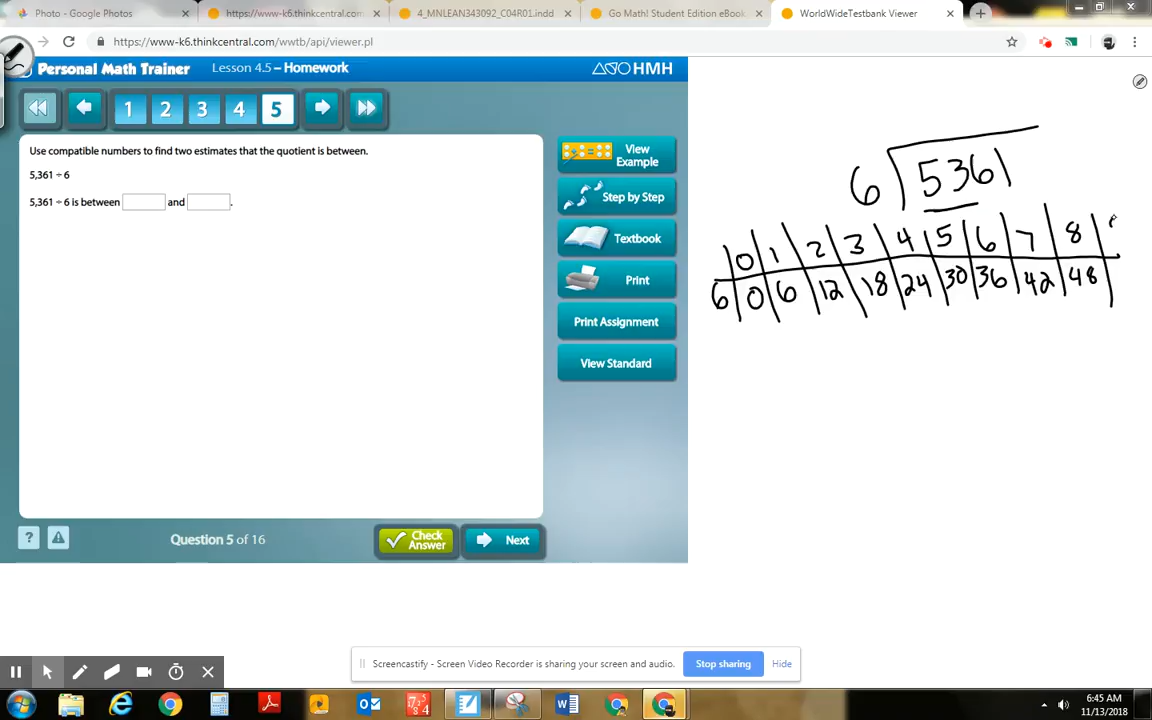 Photo - Google Photos
https://www-k6.thinkcentral.com/
4_MNLEAN343092_C04R01.indd
Go Math! Student Edition eBook
WorldWideTestbank Viewer
https://www-k6.thinkcentral.com/wwtb/api/viewer.pl
Personal Math Trainer
Lesson 4.5 – Homework
HMH
1 2 3 4 5
Use compatible numbers to find two estimates that the quotient is between.
5,361 ÷ 6
5,361 ÷ 6 is between and .
View Example
Step by Step
Textbook
Print
Print Assignment
View Standard
6 5361
0 1 2 3 4 5 6 7 8
6 0 6 12 18 24 30 36 42 48
?
Question 5 of 16
Check Answer
Next
Screencastify - Screen Video Recorder is sharing your screen and audio.
Stop sharing
Hide
6:45 AM
11/13/2018